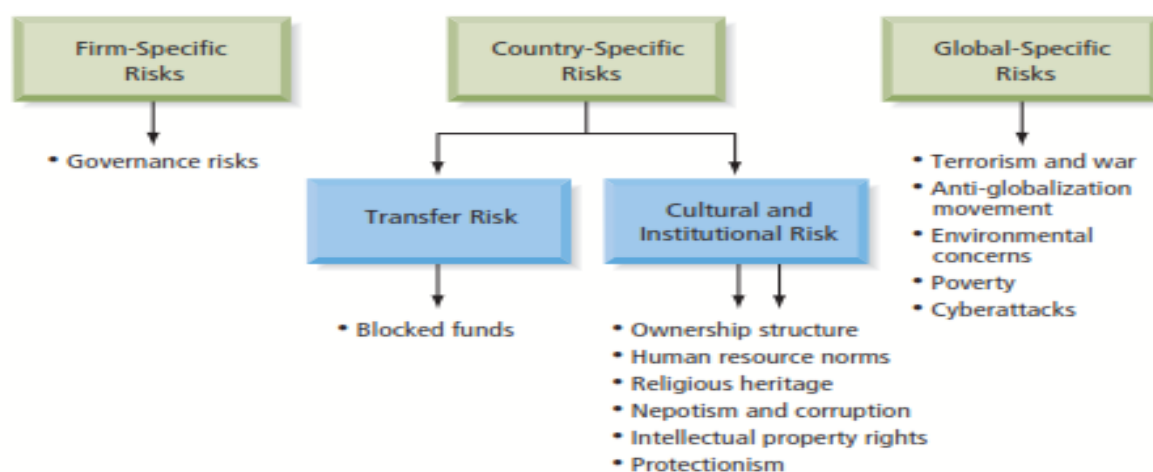 Firm-Specific
Risks
Country-Specific
Risks
Global-Specific
Risks
• Governance risks
Transfer Risk
Cultural and
Institutional Risk
• Terrorism and war
• Anti-globalization
movement
• Environmental
concerns
• Poverty
• Cyberattacks
• Blocked funds
• Ownership structure
• Human resource norms
• Religious heritage
• Nepotism and corruption
• Intellectual property rights
• Protectionism